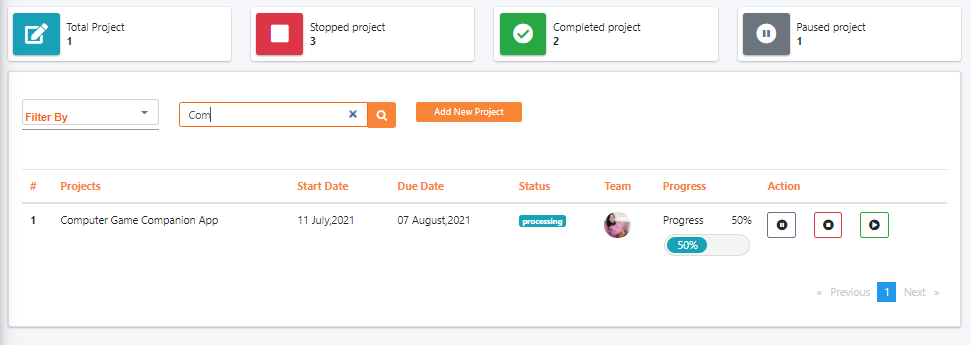 Total Project
1
Stopped project
3
Completed project
2
Paused project
1
Filter By
Com
Add New Project
# Projects Start Date Due Date Status Team Progress Action
1 Computer Game Companion App 11 July,2021 07 August,2021 processing Progress 50%
50%
« Previous 1 Next »